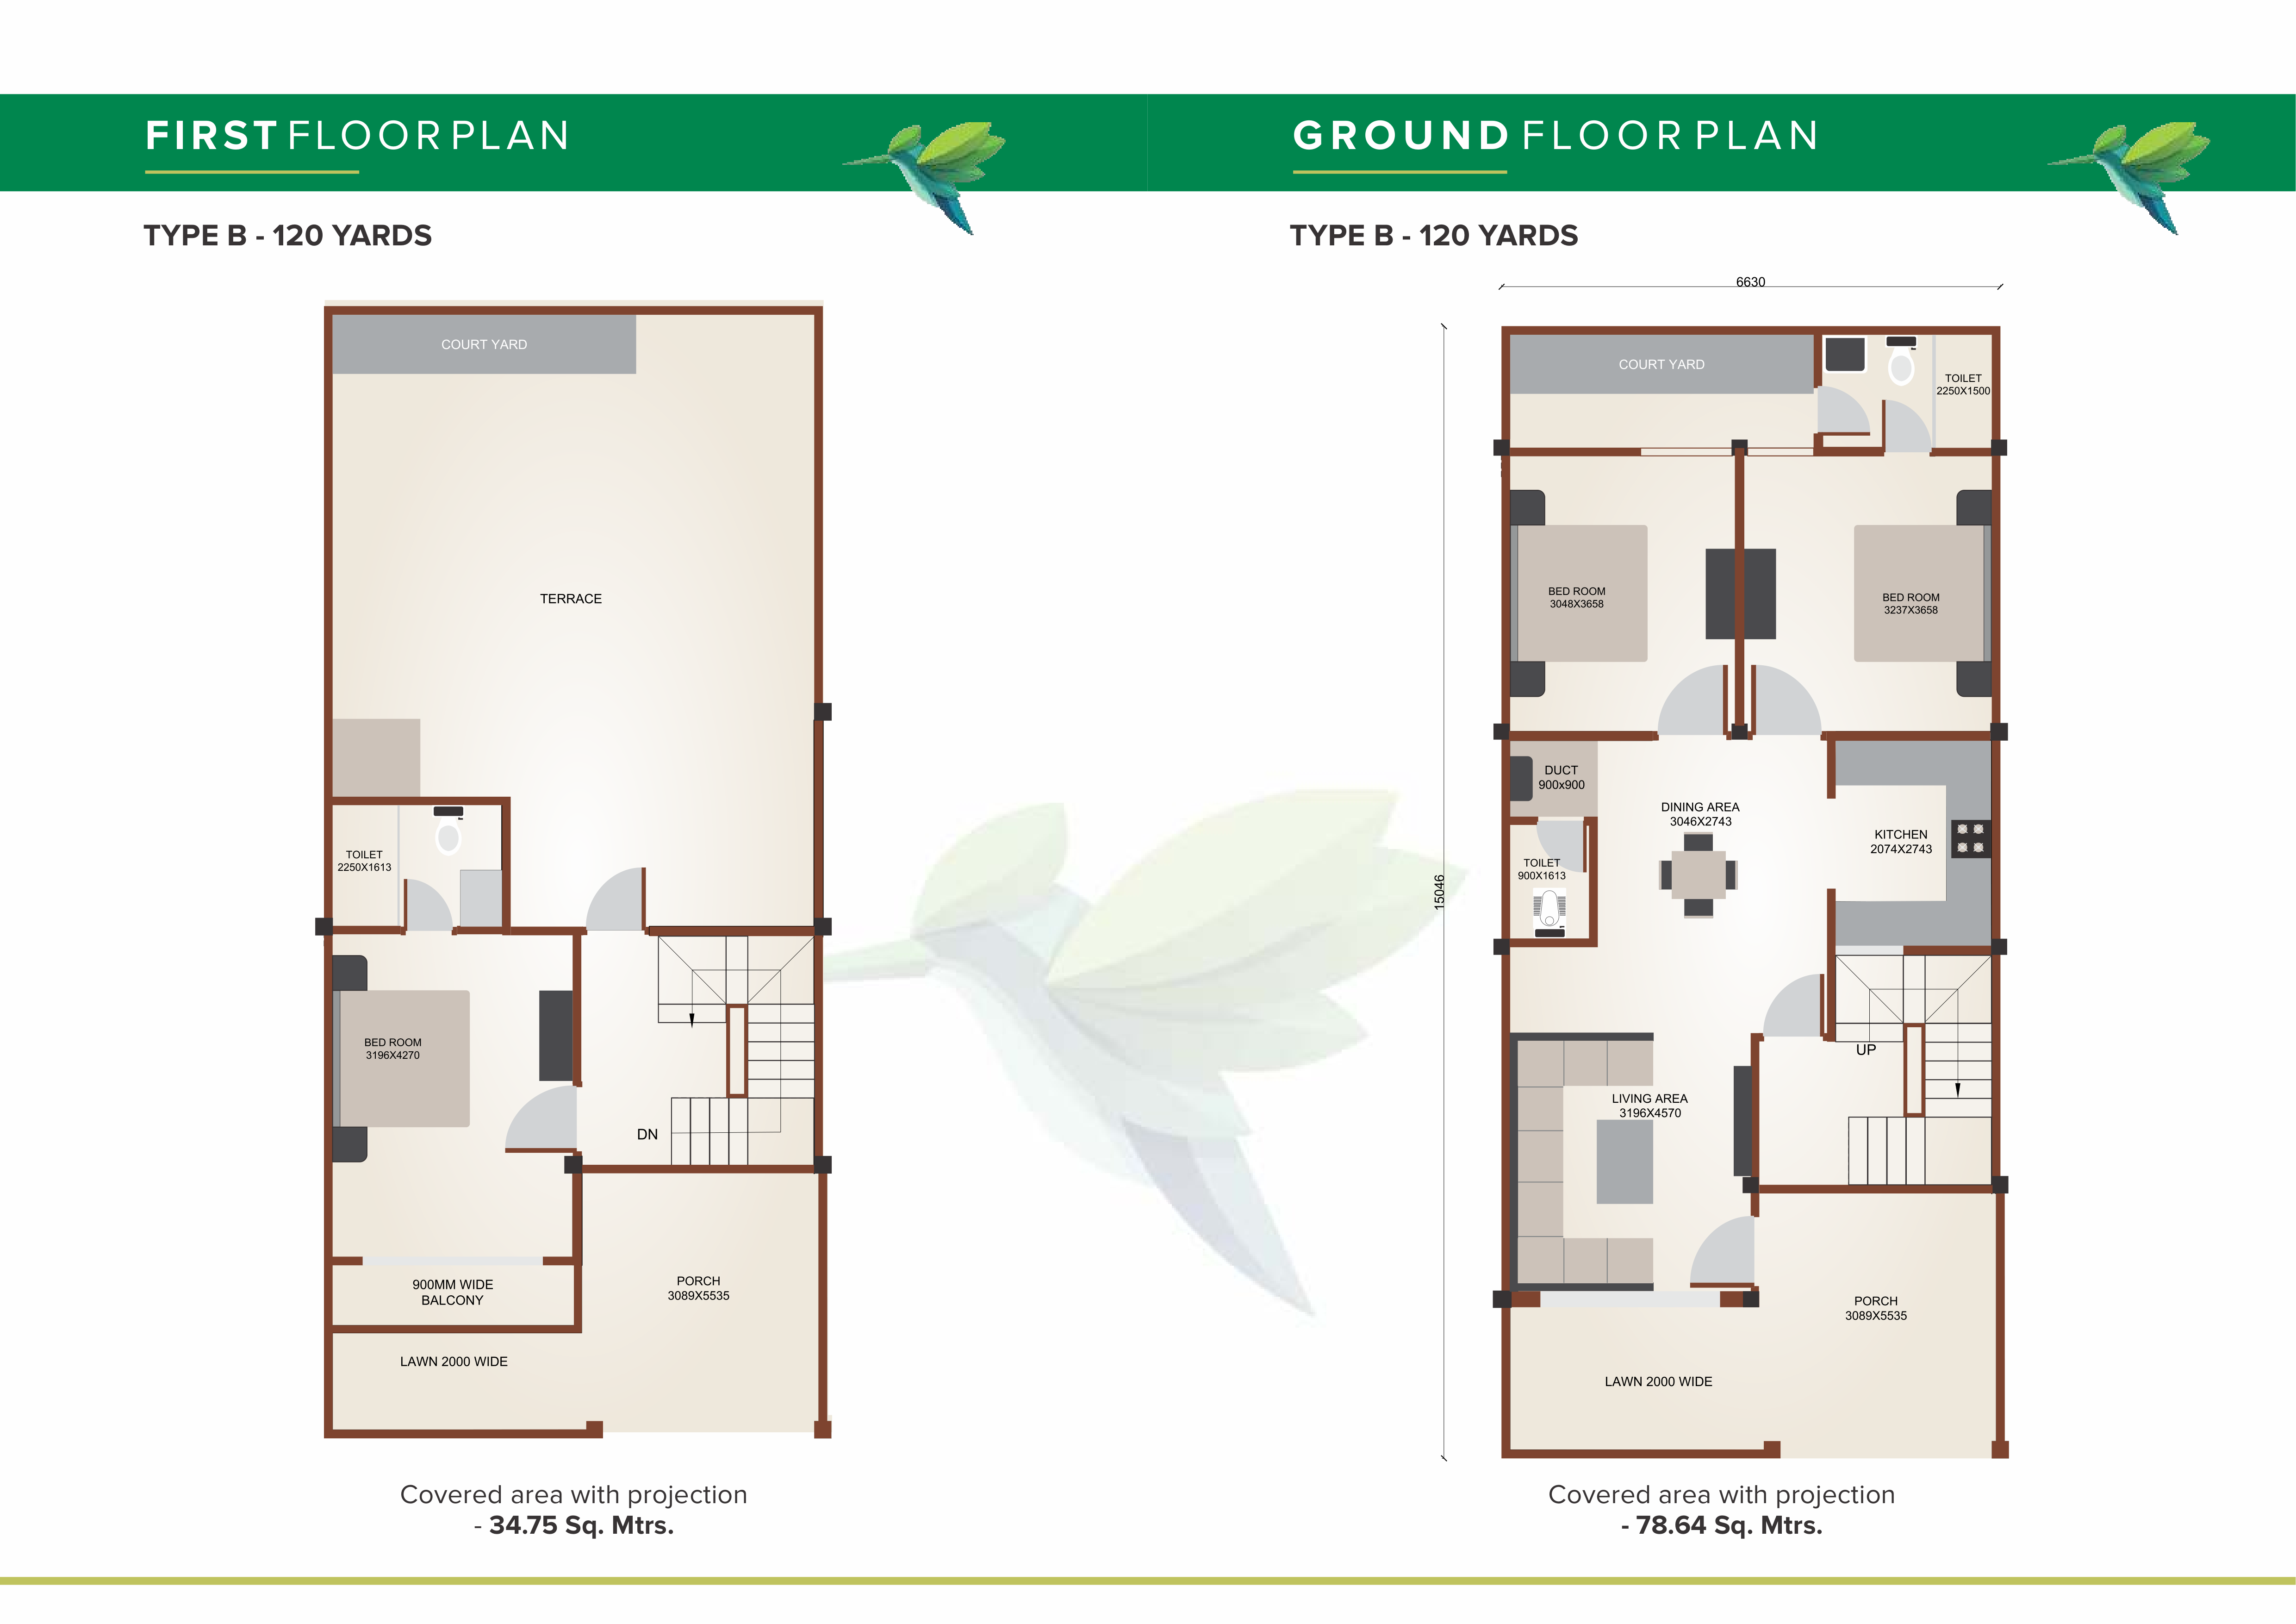 FIRST FLOOR PLAN
TYPE B - 120 YARDS
COURT YARD
TERRACE
TOILET
2250X1613
BED ROOM
3196X4270
DN
900MM WIDE
BALCONY
PORCH
3089X5535
LAWN 2000 WIDE
Covered area with projection
- 34.75 Sq. Mtrs.
GROUND FLOOR PLAN
TYPE B - 120 YARDS
6630
15046
COURT YARD
TOILET
2250X1500
BED ROOM
3048X3658
BED ROOM
3237X3658
DUCT
900x900
DINING AREA
3046X2743
KITCHEN
2074X2743
TOILET
900X1613
UP
LIVING AREA
3196X4570
PORCH
3089X5535
LAWN 2000 WIDE
Covered area with projection
- 78.64 Sq. Mtrs.